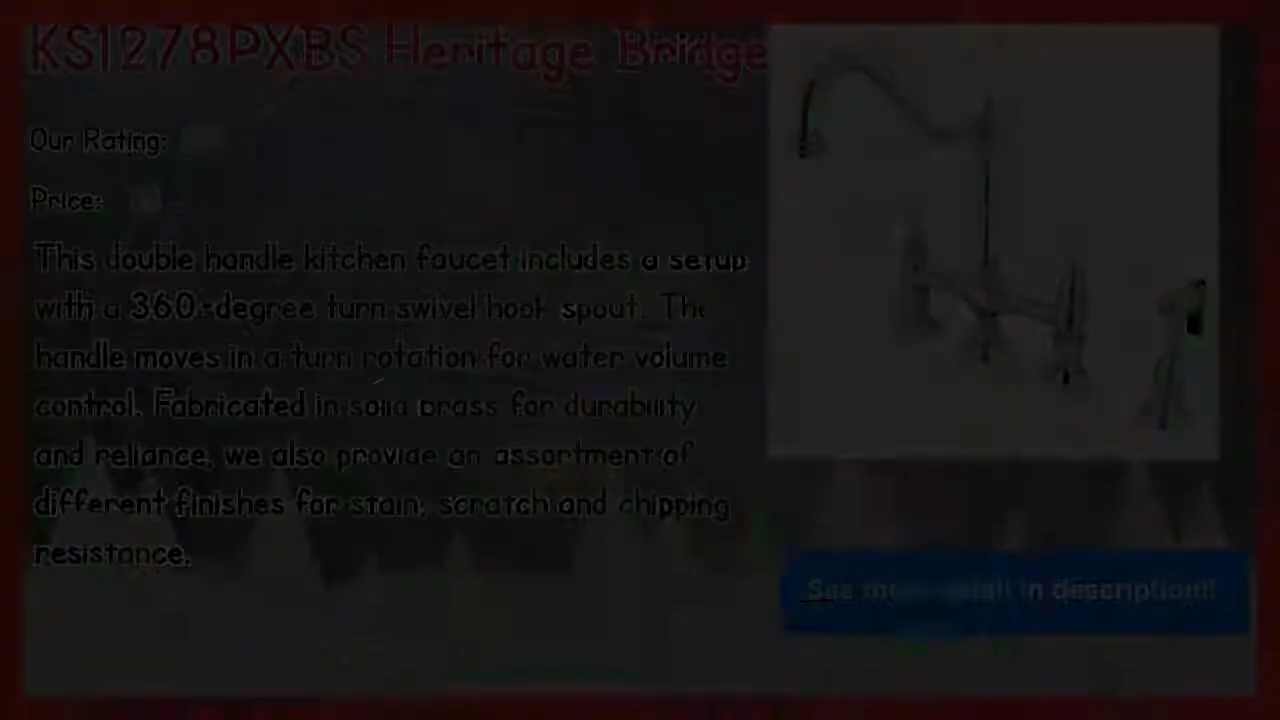 KS1278PXBS Heritage Bridge
Our Rating:
Price:
This double handle kitchen faucet includes a setup
with a 360-degree turn swivel hook spout. The
handle moves in a turn rotation for water volume
control. Fabricated in solid brass for durability
and reliance, we also provide an assortment of
different finishes for stain, scratch and chipping
resistance.
See more detail in description!!